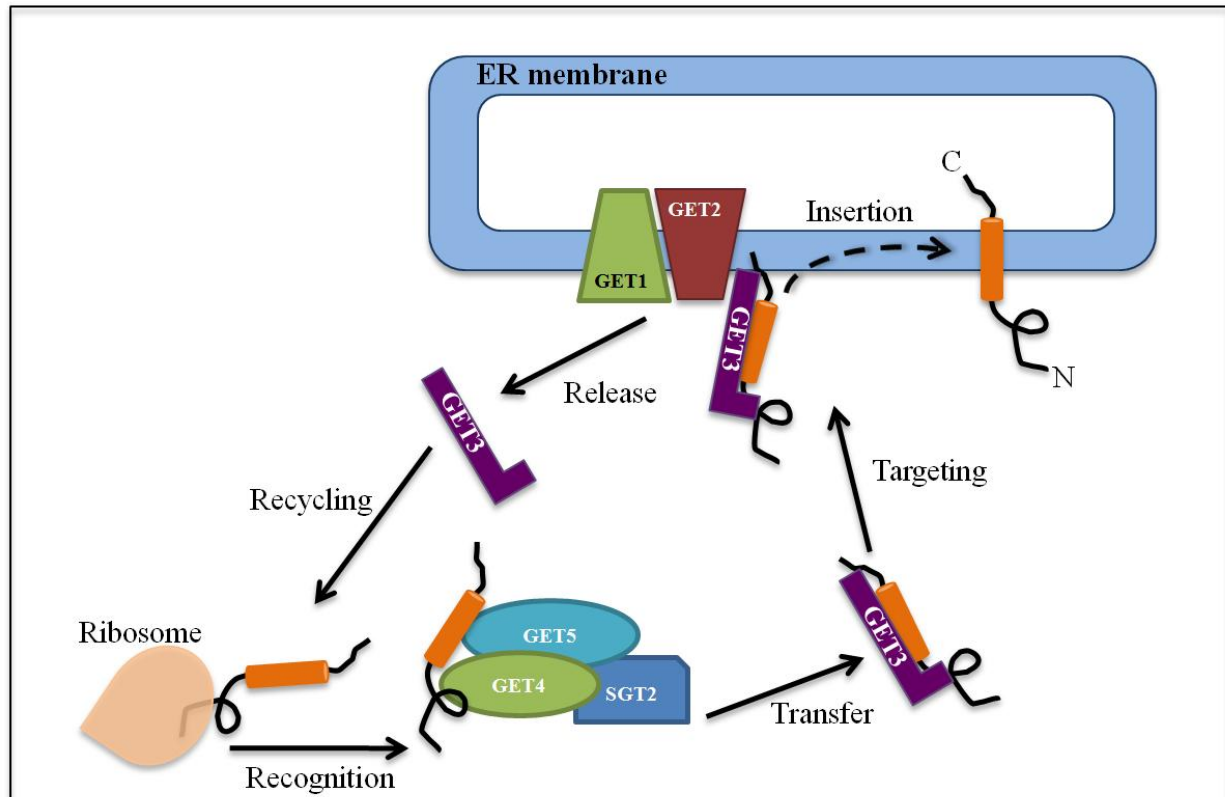 ER membrane
C
GET2
Insertion
GET1
GET3
N
Release
GET3
Targeting
Recycling
Ribosome
GET5
GET4
SGT2
GET3
Transfer
Recognition